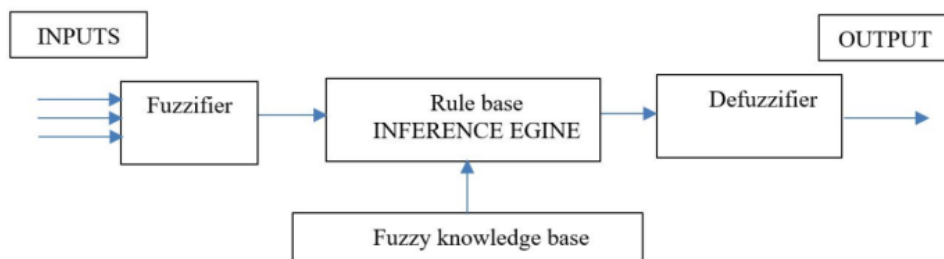 INPUTS
OUTPUT
Fuzzifier
Rule base
INFERENCE EGINE
Defuzzifier
Fuzzy knowledge base